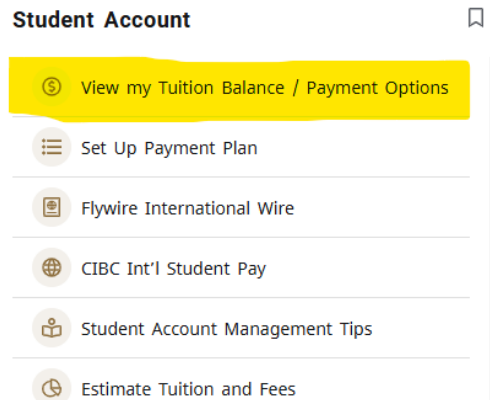 Student Account
View my Tuition Balance / Payment Options
Set Up Payment Plan
Flywire International Wire
CIBC Int'l Student Pay
Student Account Management Tips
Estimate Tuition and Fees